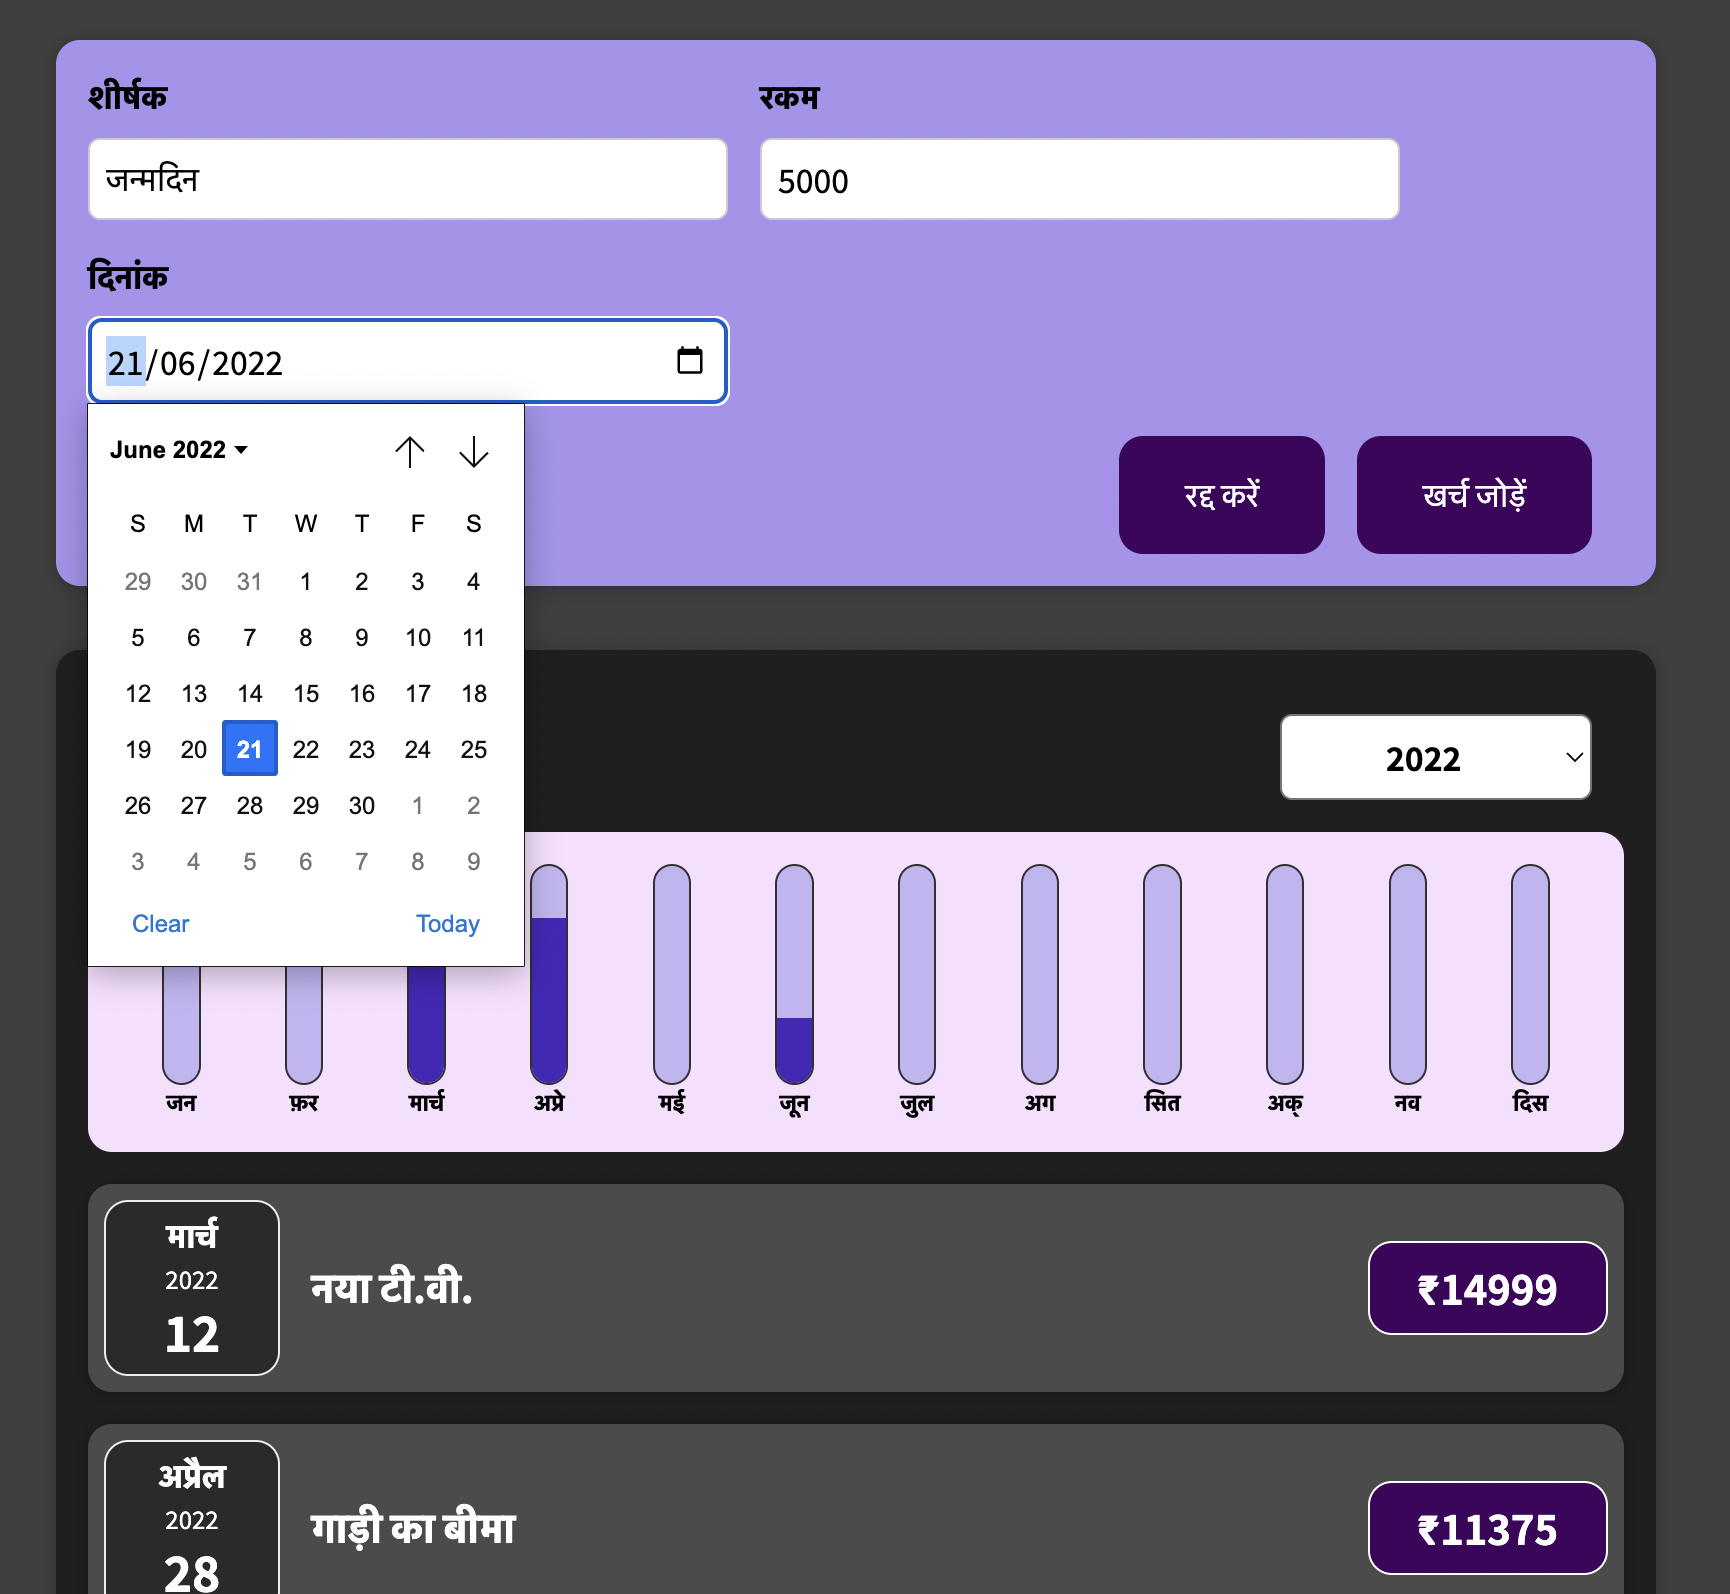 शीर्षक
रकम
जन्मदिन
5000
दिनांक
21/06/2022
June 2022
S M T W T F S
29 30 31 1 2 3 4
5 6 7 8 9 10 11
12 13 14 15 16 17 18
19 20 21 22 23 24 25
26 27 28 29 30 1 2
3 4 5 6 7 8 9
Clear Today
रद्द करें
खर्च जोड़ें
2022
जन फ़र मार्च अप्रे मई जून जुल अग सित अक् नव दिस
मार्च
2022
12
नया टी.वी.
₹14999
अप्रैल
2022
28
गाड़ी का बीमा
₹11375